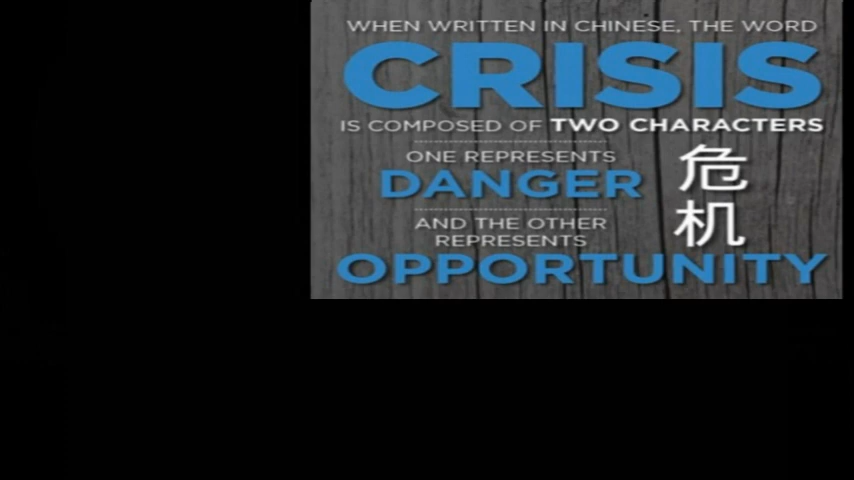 WHEN WRITTEN IN CHINESE, THE WORD
CRISIS
IS COMPOSED OF TWO CHARACTERS
ONE REPRESENTS
DANGER
危
AND THE OTHER
REPRESENTS
机
OPPORTUNITY